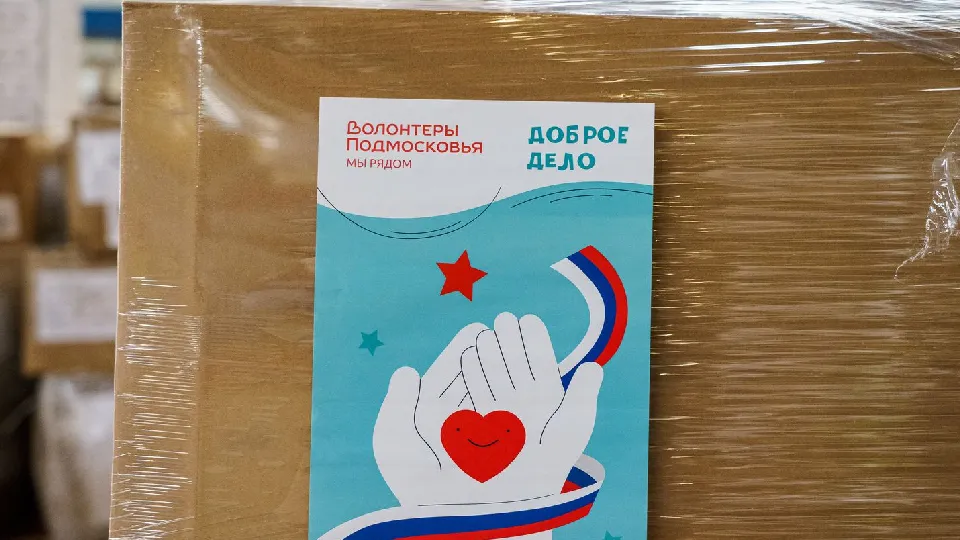 Волонтеры
Подмосковья
МЫ РЯДОМ
ДОБРОЕ
ДЕЛО